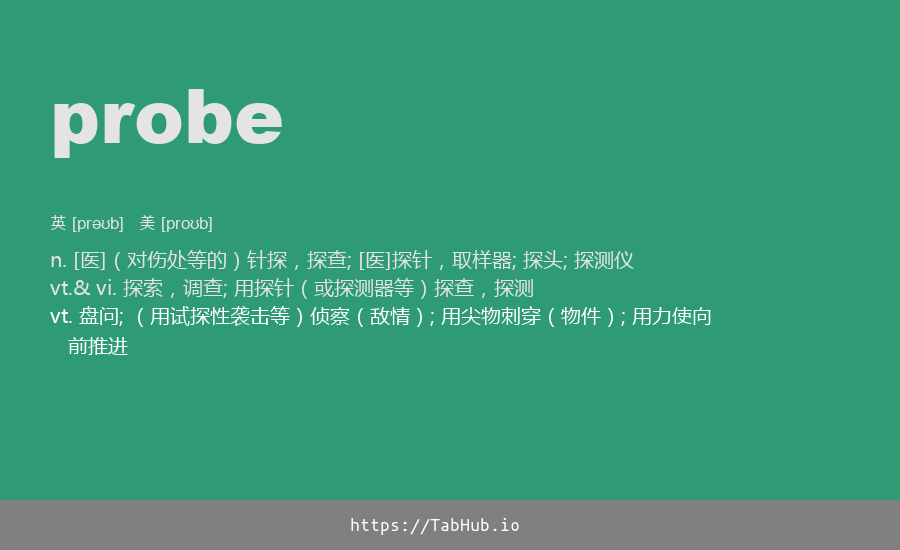 probe
英 [prəʊb] 美 [proʊb]
n. [医]（对伤处等的）针探，探查; [医]探针，取样器; 探头; 探测仪
vt.& vi. 探索，调查; 用探针（或探测器等）探查，探测
vt. 盘问; （用试探性袭击等）侦察（敌情）; 用尖物刺穿（物件）; 用力使向
前推进
https://TabHub.io